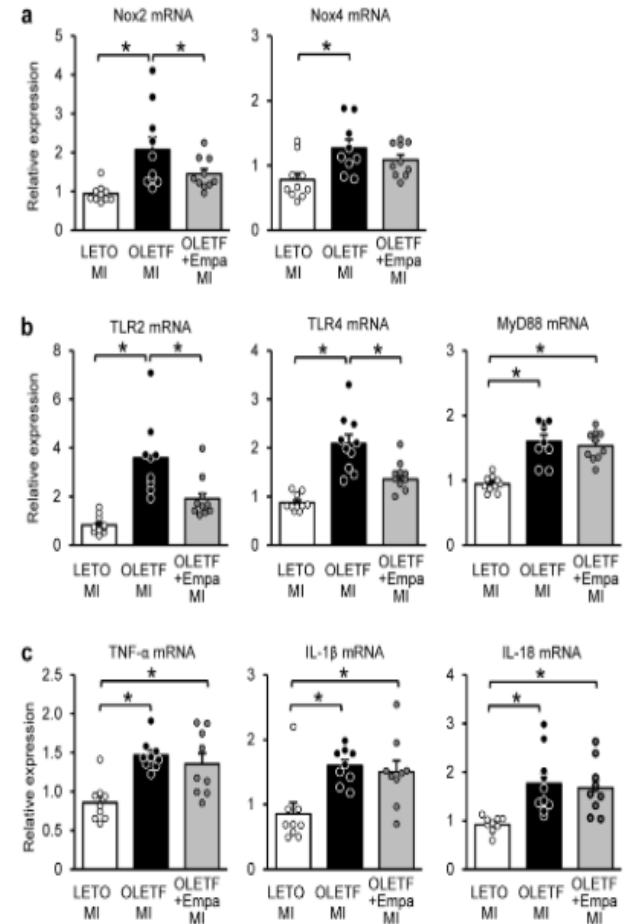 a
Nox2 mRNA
Nox4 mRNA
Relative expression
5
4
3
2
1
0
*
*
LETO MI
OLETF MI
OLETF +Empa MI
3
2
1
0
*
LETO MI
OLETF MI
OLETF +Empa MI
b
TLR2 mRNA
TLR4 mRNA
MyD88 mRNA
Relative expression
8
6
4
2
0
*
*
LETO MI
OLETF MI
OLETF +Empa MI
4
3
2
1
0
*
*
LETO MI
OLETF MI
OLETF +Empa MI
3
2
1
0
*
*
LETO MI
OLETF MI
OLETF +Empa MI
c
TNF-α mRNA
IL-1β mRNA
IL-18 mRNA
Relative expression
2.5
2.0
1.5
1.0
0.5
0
*
*
LETO MI
OLETF MI
OLETF +Empa MI
3
2
1
0
*
*
LETO MI
OLETF MI
OLETF +Empa MI
4
3
2
1
0
*
*
LETO MI
OLETF MI
OLETF +Empa MI